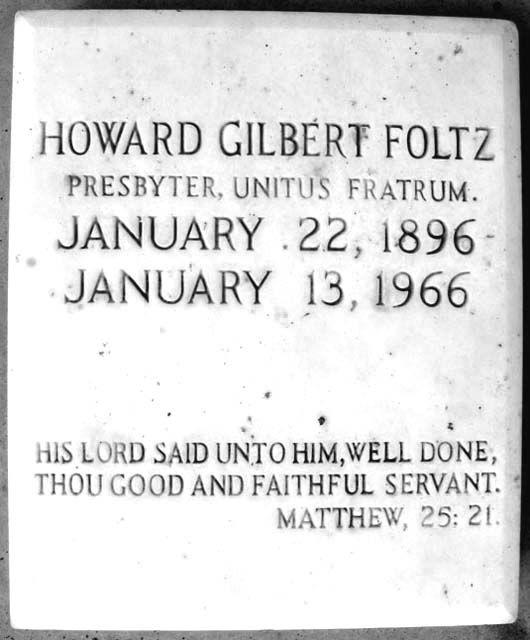 HOWARD GILBERT FOLTZ
PRESBYTER, UNITUS FRATRUM.
JANUARY 22, 1896-
JANUARY 13, 1966
HIS LORD SAID UNTO HIM, WELL DONE,
THOU GOOD AND FAITHFUL SERVANT.
MATTHEW, 25: 21.